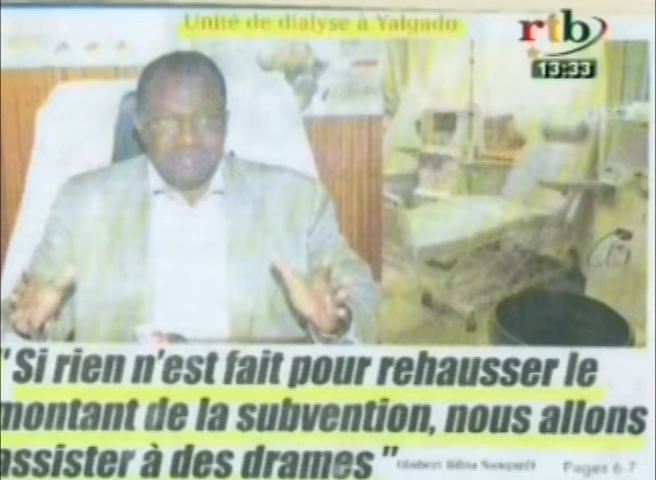 Unité de dialyse à Yalgado
rtb
13:33
"Si rien n'est fait pour rehausser le
montant de la subvention, nous allons
assister à des drames"
Pages 6-7